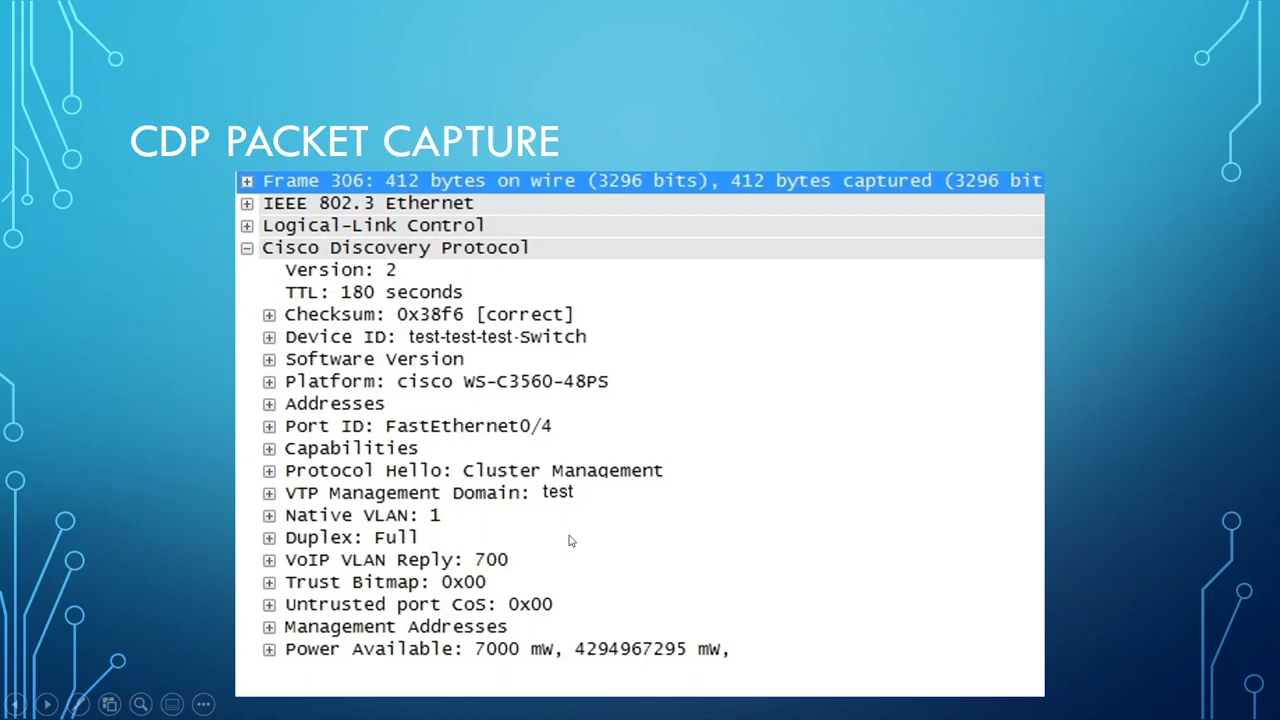 CDP PACKET CAPTURE
Frame 306: 412 bytes on wire (3296 bits), 412 bytes captured (3296 bit
IEEE 802.3 Ethernet
Logical-Link Control
Cisco Discovery Protocol
Version: 2
TTL: 180 seconds
Checksum: 0x38f6 [correct]
Device ID: test-test-test-Switch
Software Version
Platform: cisco WS-C3560-48PS
Addresses
Port ID: FastEthernet0/4
Capabilities
Protocol Hello: Cluster Management
VTP Management Domain: test
Native VLAN: 1
Duplex: Full
VoIP VLAN Reply: 700
Trust Bitmap: 0x00
Untrusted port CoS: 0x00
Management Addresses
Power Available: 7000 mW, 4294967295 mW,